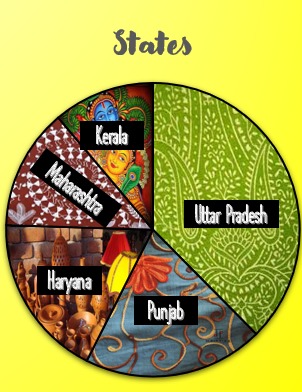 States
Kerala
Maharashtra
Uttar Pradesh
Haryana
Punjab